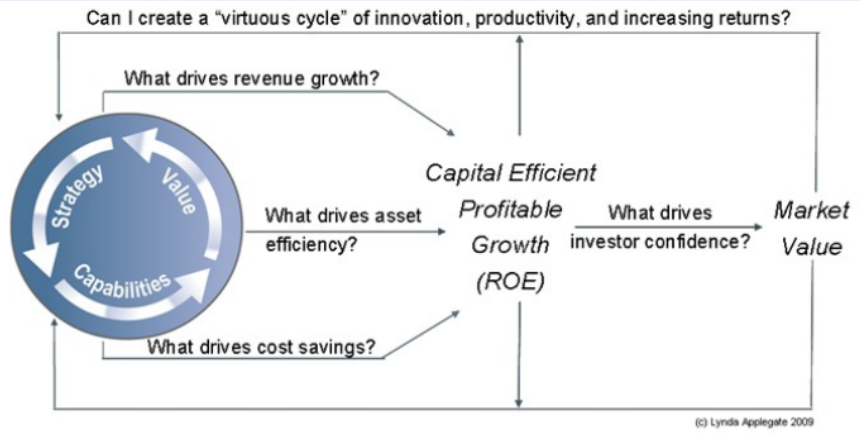 Can I create a “virtuous cycle” of innovation, productivity, and increasing returns?
What drives revenue growth?
Strategy
Value
Capabilities
What drives asset
efficiency?
Capital Efficient
Profitable
Growth
(ROE)
What drives
investor confidence?
Market
Value
What drives cost savings?
(c) Lynda Applegate 2009